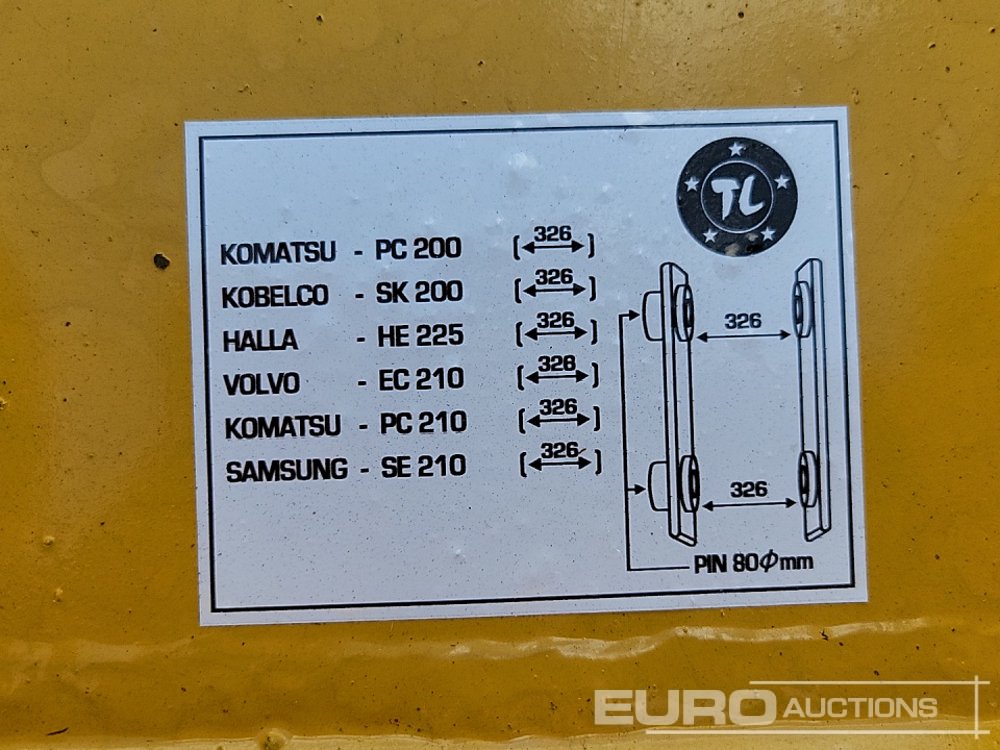 TL
KOMATSU - PC 200 [326]
KOBELCO - SK 200 [326]
HALLA - HE 225 [326]
VOLVO - EC 210 [326]
KOMATSU - PC 210 [326]
SAMSUNG - SE 210 [326]
326
326
PIN 80Φmm
EURO AUCTIONS